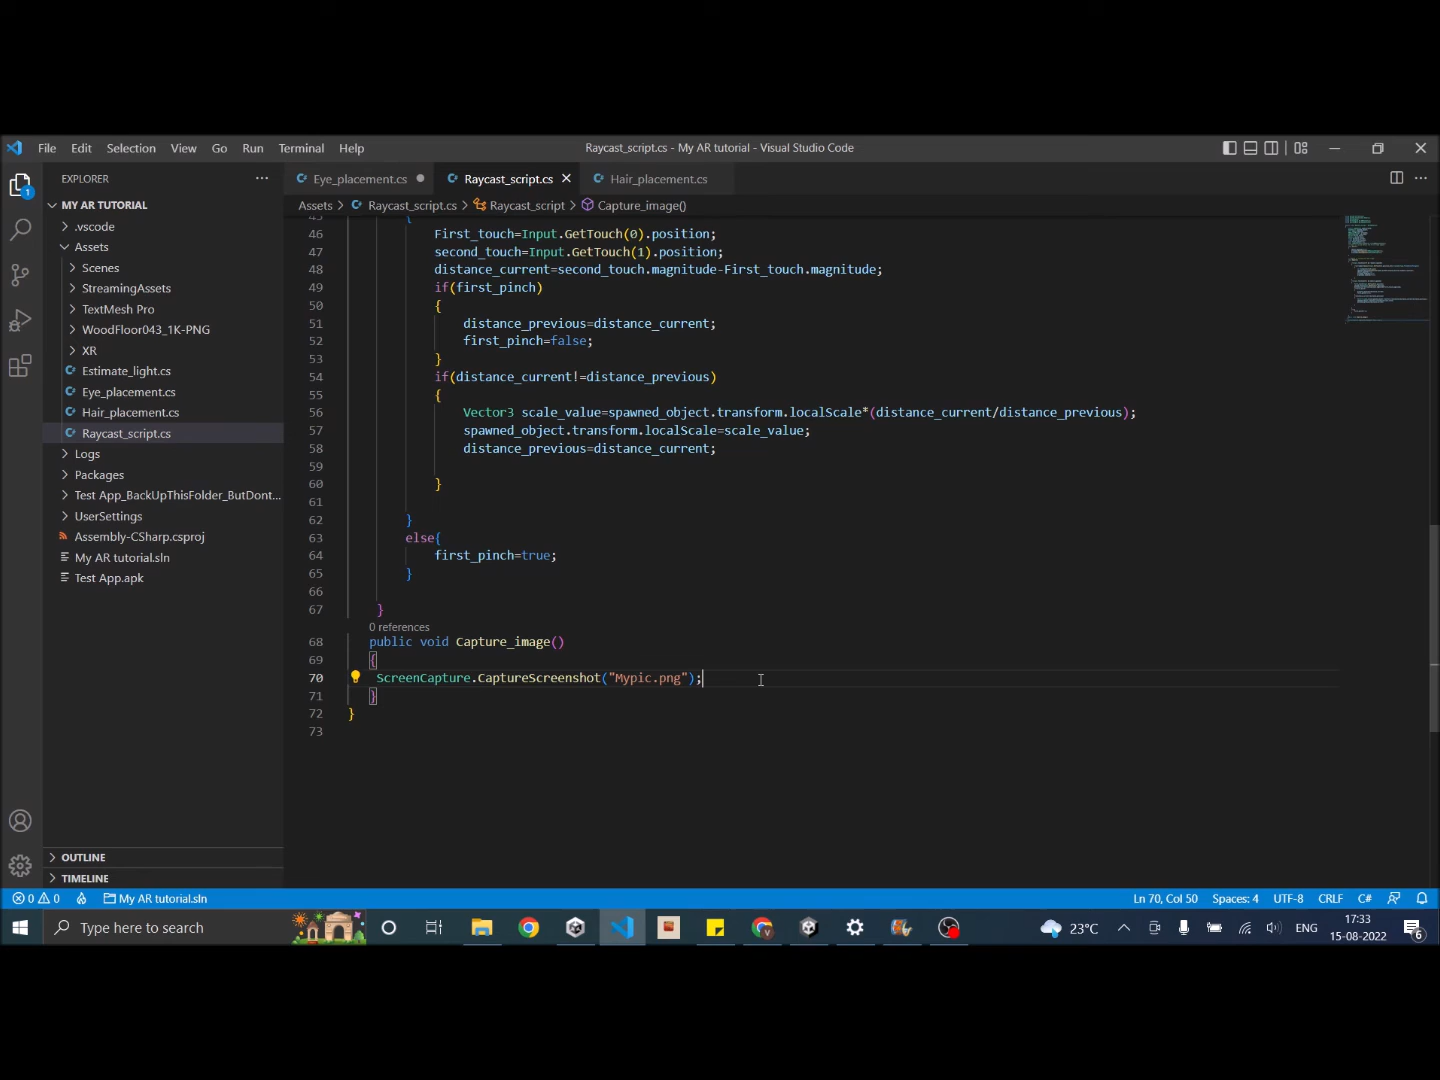 File Edit Selection View Go Run Terminal Help
Raycast_script.cs - My AR tutorial - Visual Studio Code
EXPLORER
Eye_placement.cs
Raycast_script.cs
Hair_placement.cs
Assets > Raycast_script.cs > Raycast_script > Capture_image()
MY AR TUTORIAL
.vscode
Assets
Scenes
StreamingAssets
TextMesh Pro
WoodFloor043_1K-PNG
XR
Estimate_light.cs
Eye_placement.cs
Hair_placement.cs
Raycast_script.cs
Logs
Packages
Test App_BackUpThisFolder_ButDont...
UserSettings
Assembly-CSharp.csproj
My AR tutorial.sln
Test App.apk
OUTLINE
TIMELINE
45 {
46 First_touch=Input.GetTouch(0).position;
47 second_touch=Input.GetTouch(1).position;
48 distance_current=second_touch.magnitude-First_touch.magnitude;
49 if(first_pinch)
50 {
51 distance_previous=distance_current;
52 first_pinch=false;
53 }
54 if(distance_current!=distance_previous)
55 {
56 Vector3 scale_value=spawned_object.transform.localScale*(distance_current/distance_previous);
57 spawned_object.transform.localScale=scale_value;
58 distance_previous=distance_current;
59
60 }
61
62 }
63 else{
64 first_pinch=true;
65 }
66
67 }
0 references
68 public void Capture_image()
69 {
70 ScreenCapture.CaptureScreenshot("Mypic.png");
71 }
72 }
73
0 0 My AR tutorial.sln
Ln 70, Col 50 Spaces: 4 UTF-8 CRLF C#
Type here to search
23°C ENG
17:33
15-08-2022
6
1